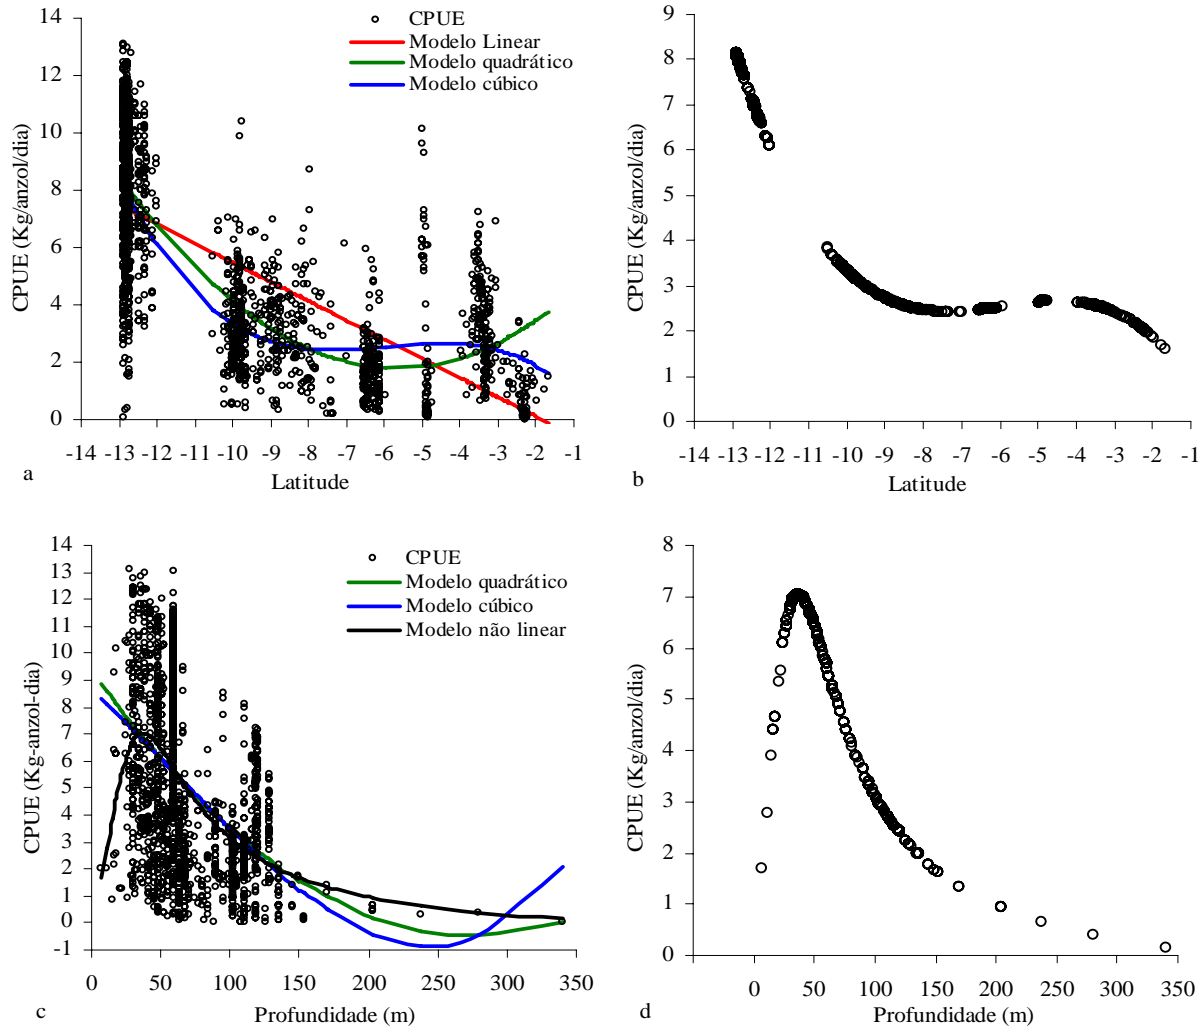 14
12
10
8
6
4
2
0
CPUE (Kg/anzol/dia)
CPUE
Modelo Linear
Modelo quadrático
Modelo cúbico
-14 -13 -12 -11 -10 -9 -8 -7 -6 -5 -4 -3 -2 -1
Latitude
a
9
8
7
6
5
4
3
2
1
0
CPUE (Kg/anzol/dia)
-14 -13 -12 -11 -10 -9 -8 -7 -6 -5 -4 -3 -2 -1
Latitude
b
14
13
12
11
10
9
8
7
6
5
4
3
2
1
0
-1
CPUE (Kg-anzol-dia)
CPUE
Modelo quadrático
Modelo cúbico
Modelo não linear
0 50 100 150 200 250 300 350
Profundidade (m)
c
8
7
6
5
4
3
2
1
0
CPUE (Kg/anzol/dia)
0 50 100 150 200 250 300 350
Profundidade (m)
d